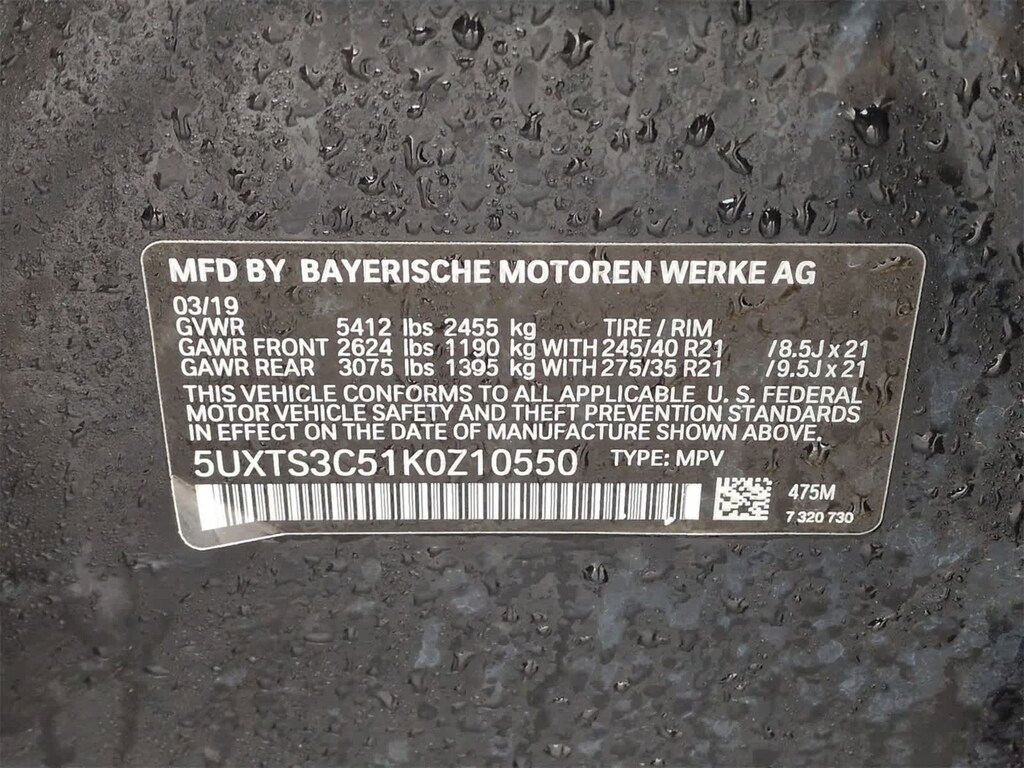 MFD BY BAYERISCHE MOTOREN WERKE AG
03/19
GVWR 5412 lbs 2455 kg TIRE / RIM
GAWR FRONT 2624 lbs 1190 kg WITH 245/40 R21 /8.5J x 21
GAWR REAR 3075 lbs 1395 kg WITH 275/35 R21 /9.5J x 21
THIS VEHICLE CONFORMS TO ALL APPLICABLE U. S. FEDERAL
MOTOR VEHICLE SAFETY AND THEFT PREVENTION STANDARDS
IN EFFECT ON THE DATE OF MANUFACTURE SHOWN ABOVE.
5UXTS3C51K0Z10550 TYPE: MPV
475M
7 320 730